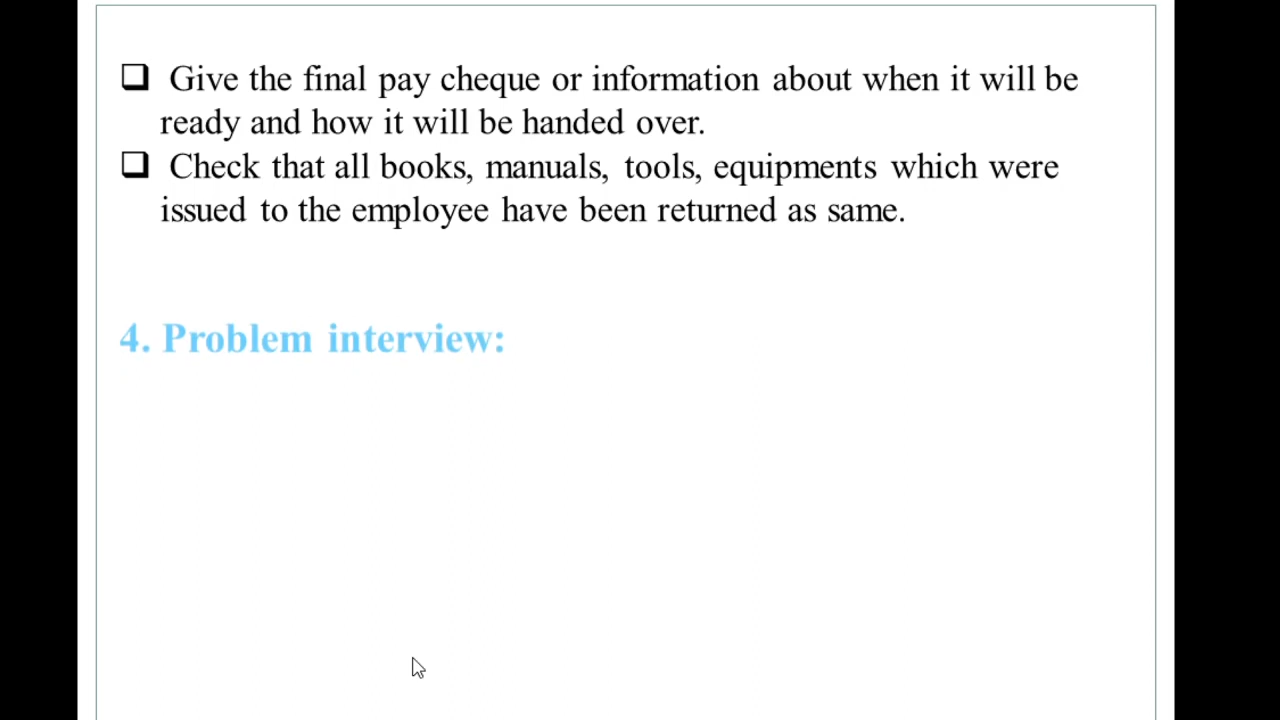 ❑ Give the final pay cheque or information about when it will be
ready and how it will be handed over.
❑ Check that all books, manuals, tools, equipments which were
issued to the employee have been returned as same.
4. Problem interview: